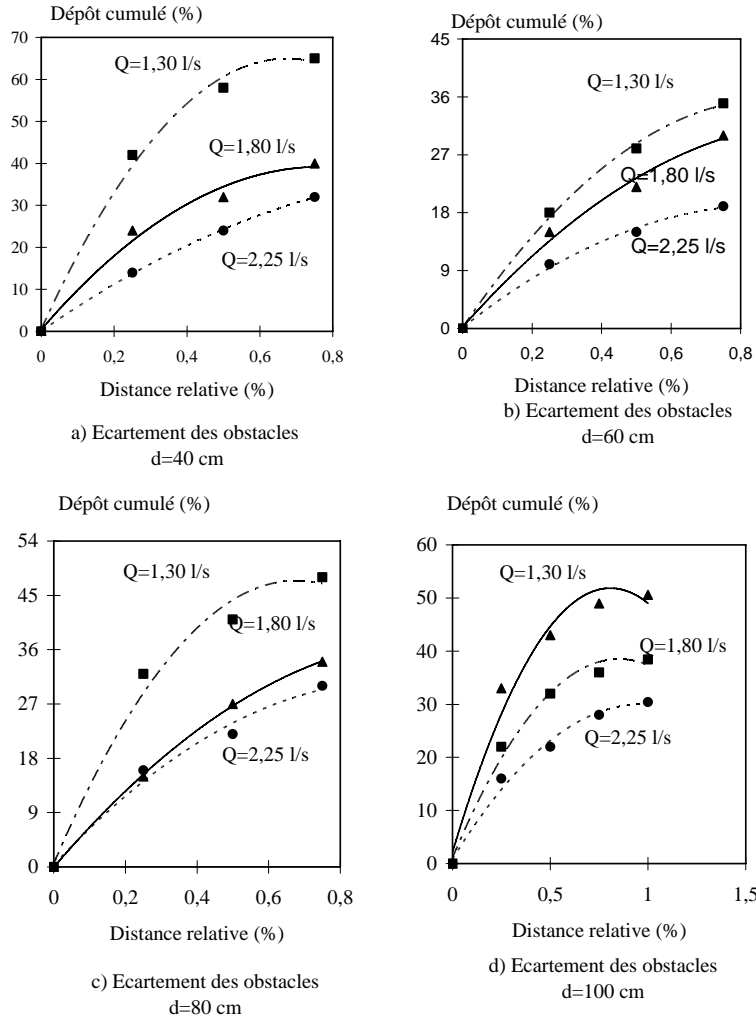 Dépôt cumulé (%)
70
60
50
40
30
20
10
0
Q=1,30 l/s
Q=1,80 l/s
Q=2,25 l/s
0 0,2 0,4 0,6 0,8
Distance relative (%)
a) Ecartement des obstacles
d=40 cm
Dépôt cumulé (%)
45
36
27
18
9
0
Q=1,30 l/s
Q=1,80 l/s
Q=2,25 l/s
0 0,2 0,4 0,6 0,8
Distance relative (%)
b) Ecartement des obstacles
d=60 cm
Dépôt cumulé (%)
54
45
36
27
18
9
0
Q=1,30 l/s
Q=1,80 l/s
Q=2,25 l/s
0 0,2 0,4 0,6 0,8
Distance relative (%)
c) Ecartement des obstacles
d=80 cm
Dépôt cumulé (%)
60
50
40
30
20
10
0
Q=1,30 l/s
Q=1,80 l/s
Q=2,25 l/s
0 0,5 1 1,5
Distance relative (%)
d) Ecartement des obstacles
d=100 cm